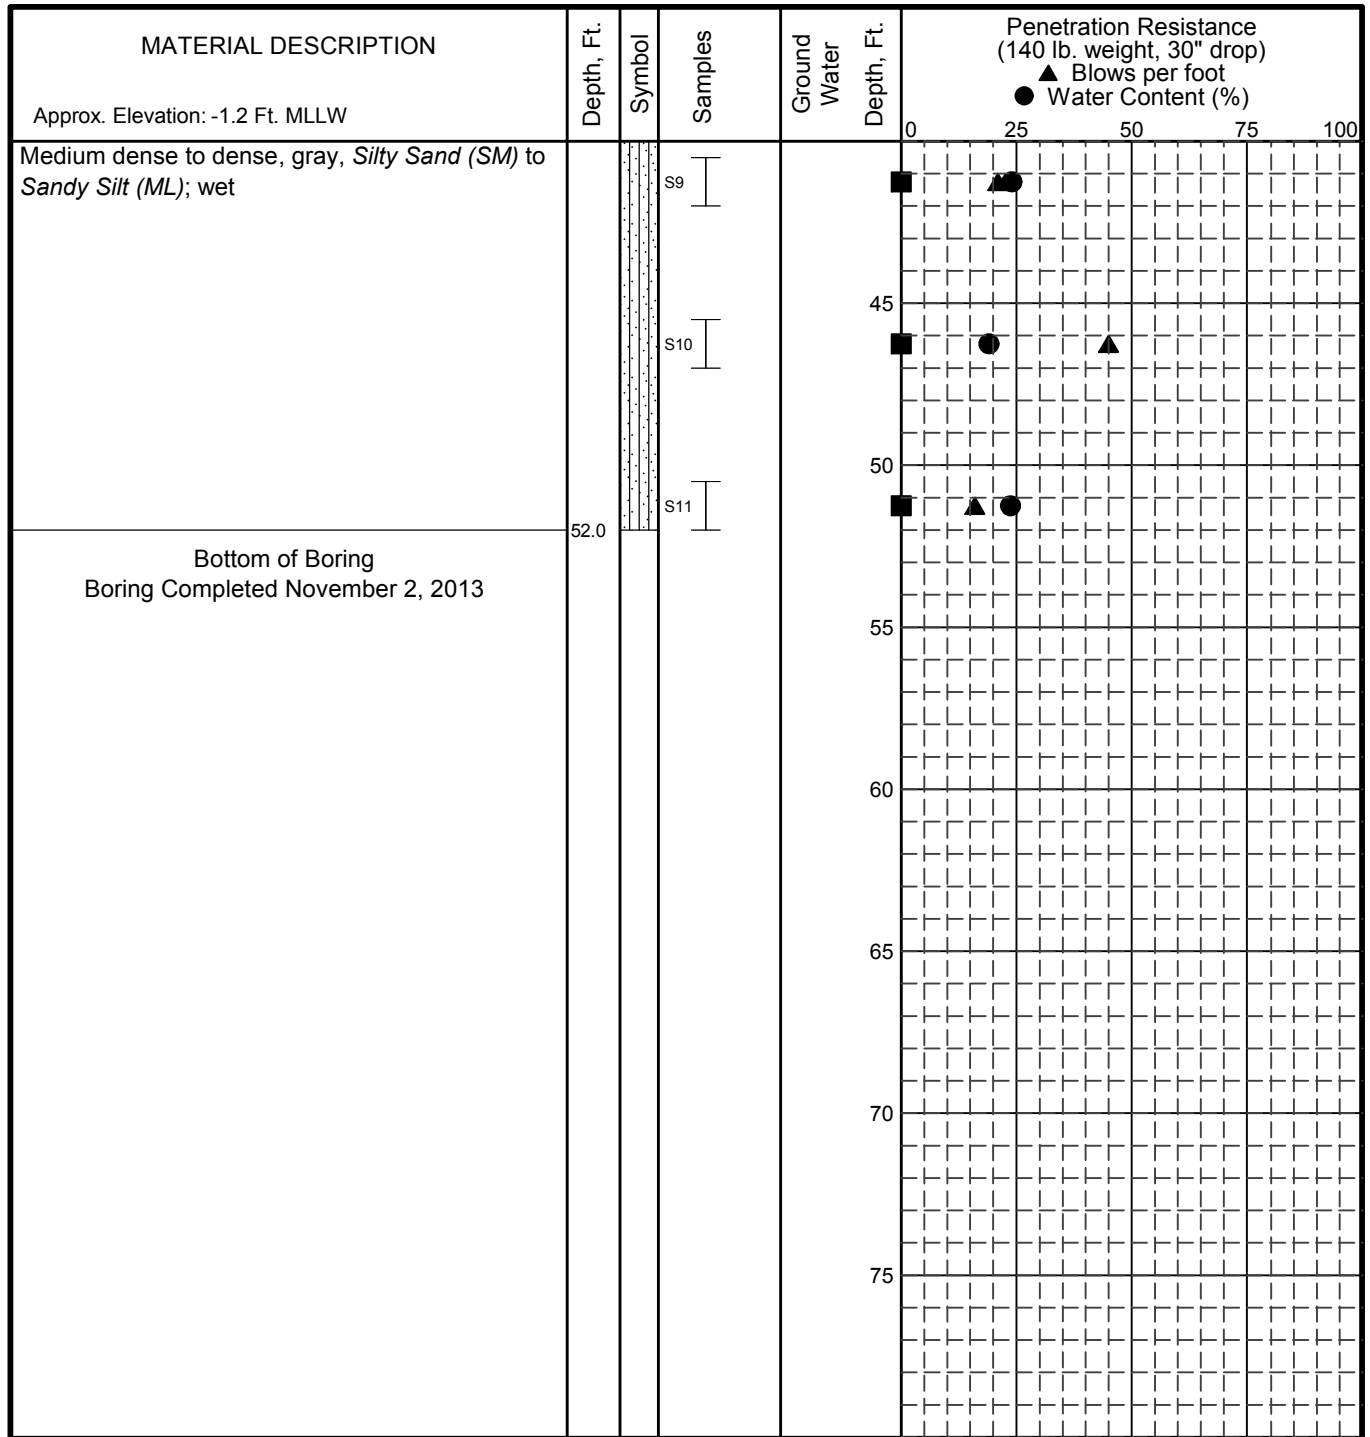 MATERIAL DESCRIPTION
Approx. Elevation: -1.2 Ft. MLLW
Depth, Ft.
Symbol
Samples
Ground
Water
Depth, Ft.
Penetration Resistance
(140 lb. weight, 30" drop)
▲ Blows per foot
● Water Content (%)
0 25 50 75 100
Medium dense to dense, gray, Silty Sand (SM) to
Sandy Silt (ML); wet
S9
45
S10
50
S11
52.0
Bottom of Boring
Boring Completed November 2, 2013
55
60
65
70
75